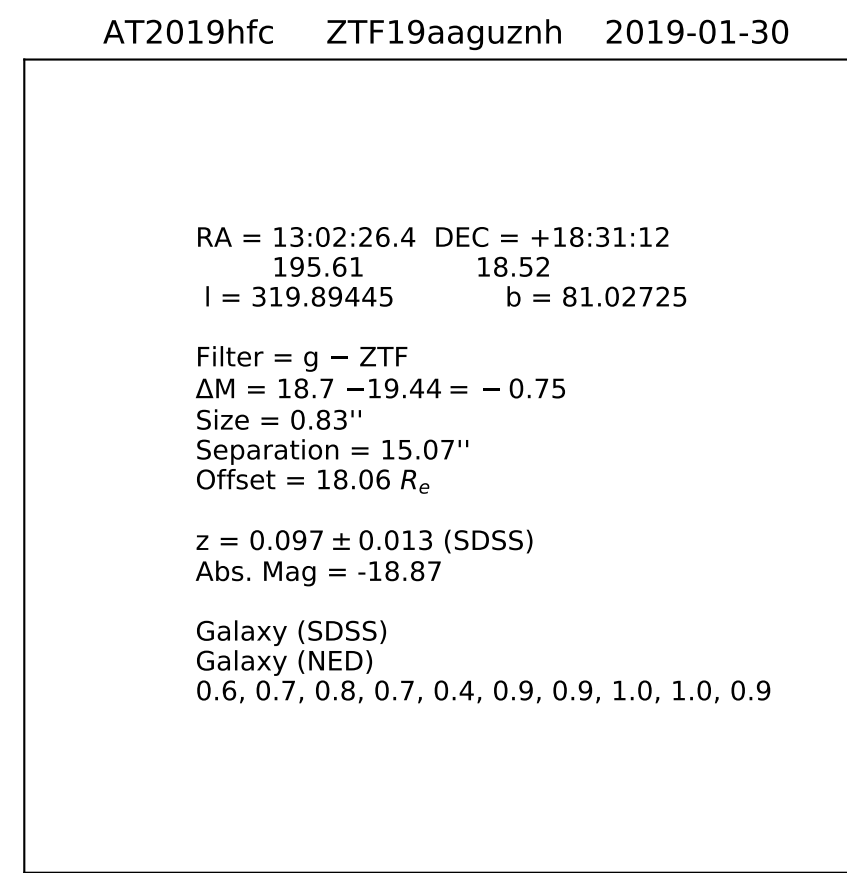 AT2019hfc ZTF19aaguznh 2019-01-30
RA = 13:02:26.4 DEC = +18:31:12
195.61 18.52
l = 319.89445 b = 81.02725
Filter = g − ZTF
ΔM = 18.7 −19.44 = − 0.75
Size = 0.83''
Separation = 15.07''
Offset = 18.06 Rₑ
z = 0.097 ± 0.013 (SDSS)
Abs. Mag = -18.87
Galaxy (SDSS)
Galaxy (NED)
0.6, 0.7, 0.8, 0.7, 0.4, 0.9, 0.9, 1.0, 1.0, 0.9